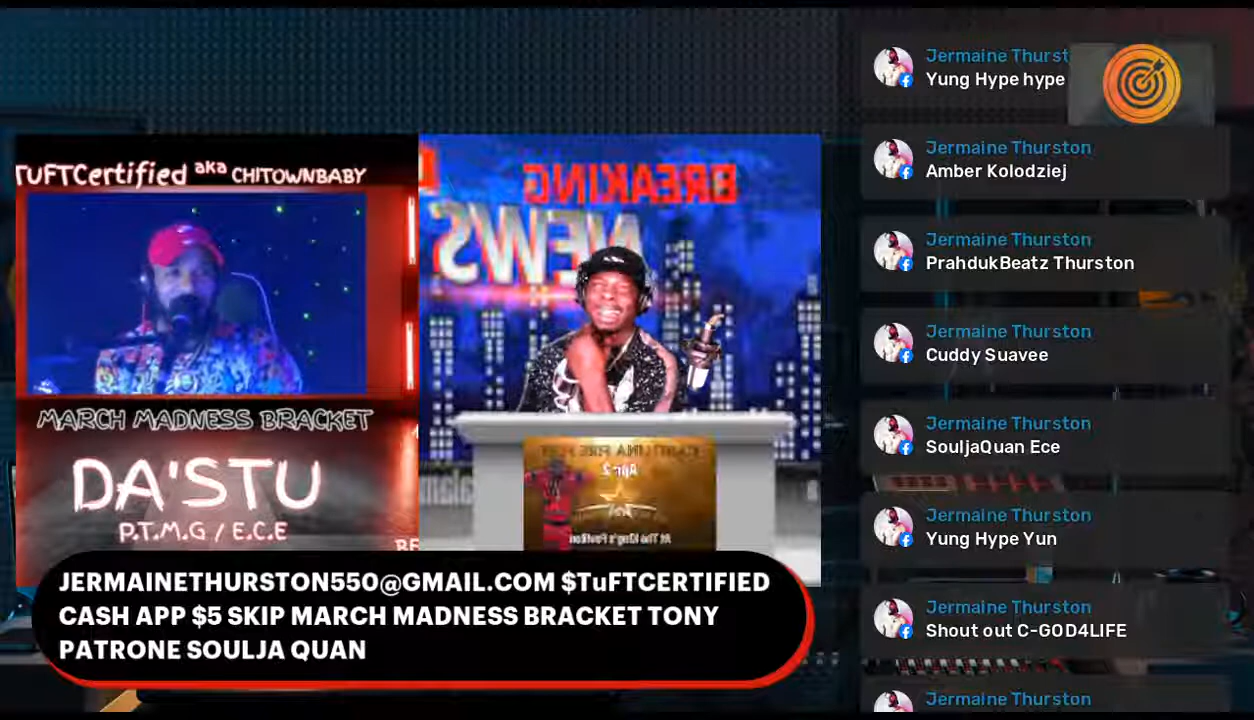 TUFTCertified aka CHITOWNBABY
MARCH MADNESS BRACKET
DA'STU
P.T.M.G / E.C.E
BREAKING
NEWS
Apr 2
JERMAINETHURSTON550@GMAIL.COM $TuFTCERTIFIED
CASH APP $5 SKIP MARCH MADNESS BRACKET TONY
PATRONE SOULJA QUAN
Jermaine Thurst
Yung Hype hype
Jermaine Thurston
Amber Kolodziej
Jermaine Thurston
PrahdukBeatz Thurston
Jermaine Thurston
Cuddy Suavee
Jermaine Thurston
SouljaQuan Ece
Jermaine Thurston
Yung Hype Yun
Jermaine Thurston
Shout out C-GOD4LIFE
Jermaine Thurston